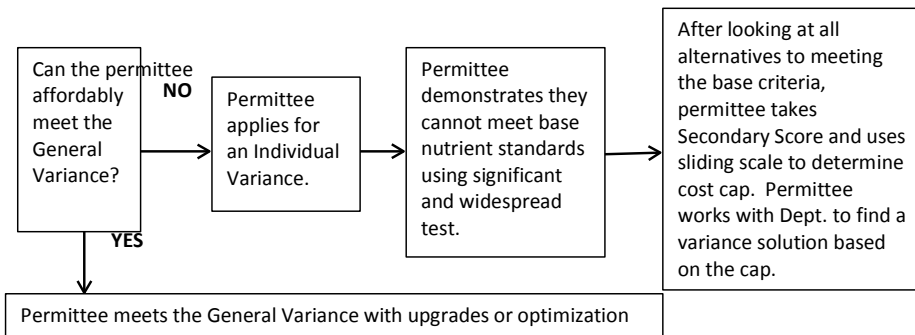 Can the permittee
affordably
meet the
General
Variance?
NO
YES
Permittee
applies for
an Individual
Variance.
Permittee
demonstrates they
cannot meet base
nutrient standards
using significant
and widespread
test.
After looking at all
alternatives to meeting
the base criteria,
permittee takes
Secondary Score and uses
sliding scale to determine
cost cap.  Permittee
works with Dept. to find a
variance solution based
on the cap.
Permittee meets the General Variance with upgrades or optimization